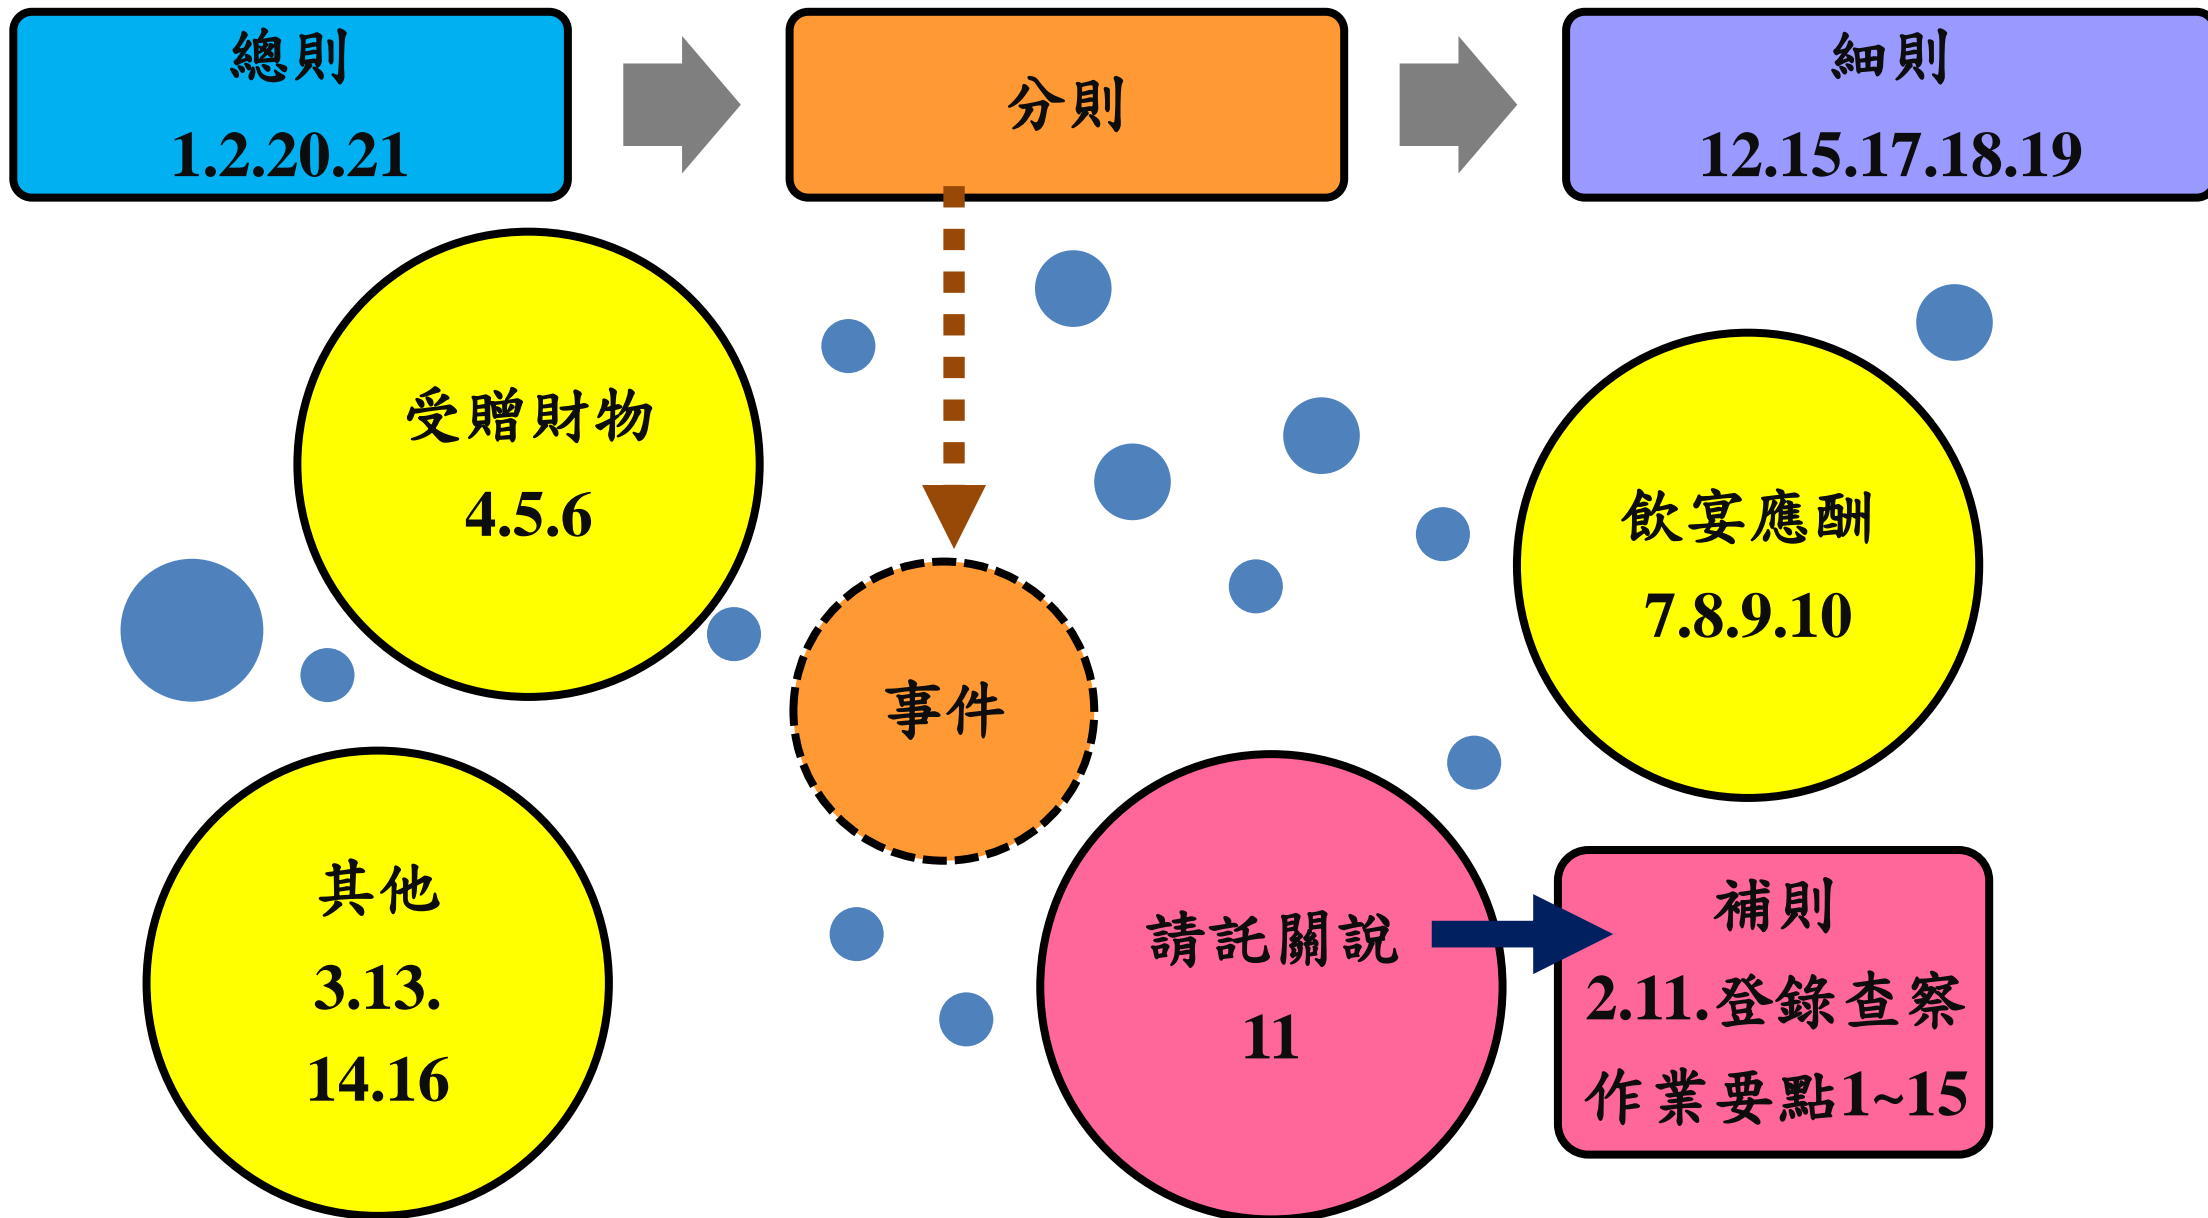 總則
1.2.20.21
分則
細則
12.15.17.18.19
受贈財物
4.5.6
飲宴應酬
7.8.9.10
事件
其他
3.13.
14.16
請託關說
11
補則
2.11.登錄查察
作業要點1~15